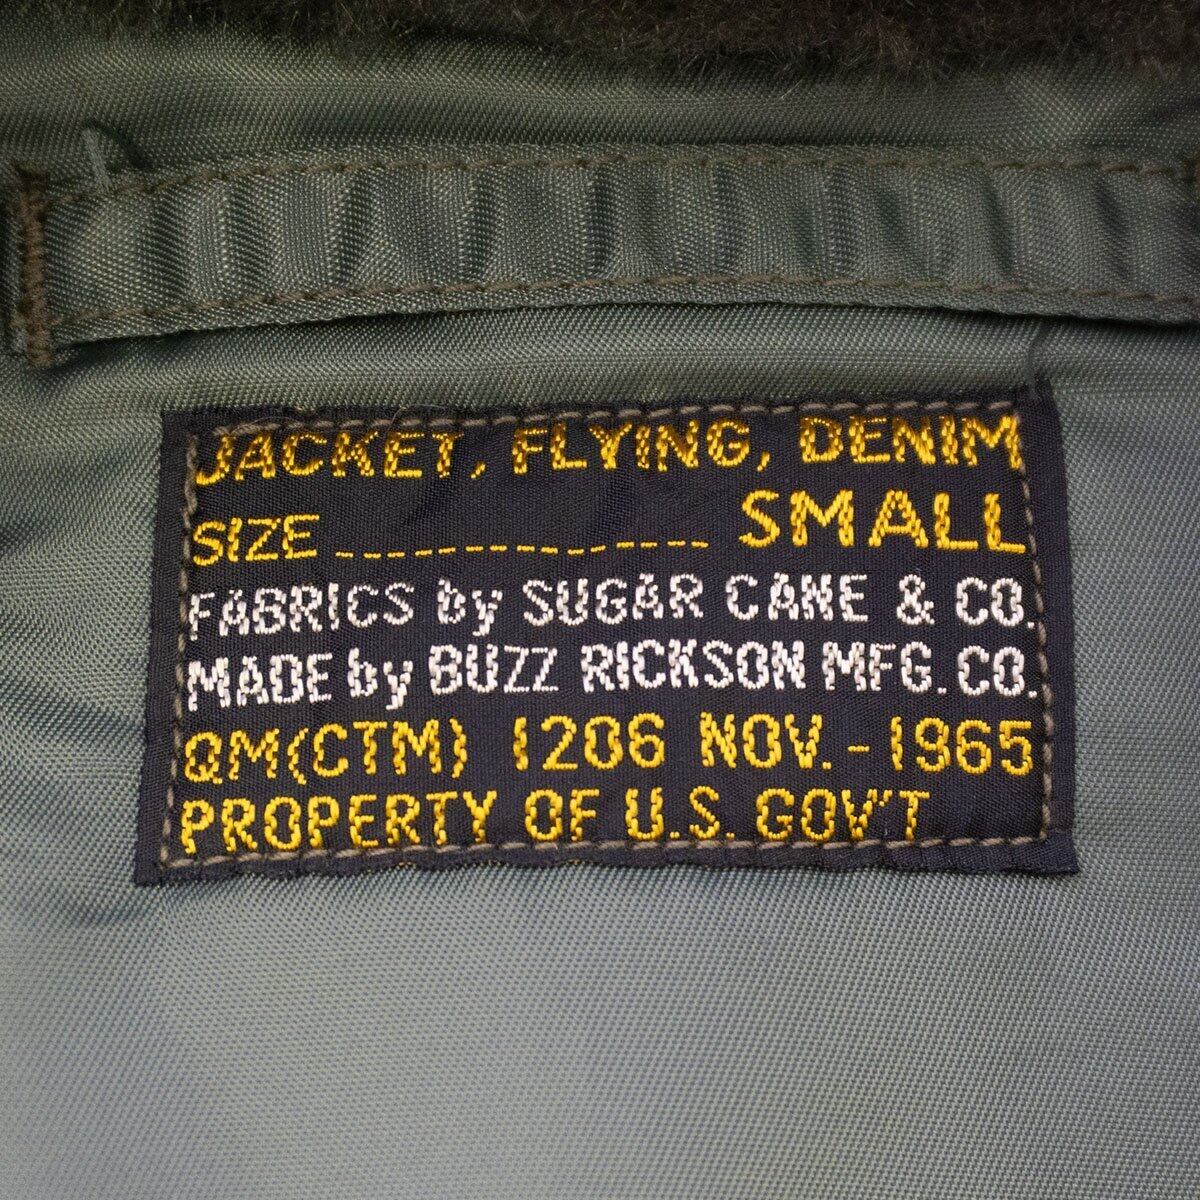 JACKET, FLYING, DENIM
SIZE ______________ SMALL
FABRICS by SUGAR CANE & CO.
MADE by BUZZ RICKSON MFG. CO.
QM(CTM) 1206 NOV.-1965
PROPERTY OF U.S. GOV'T